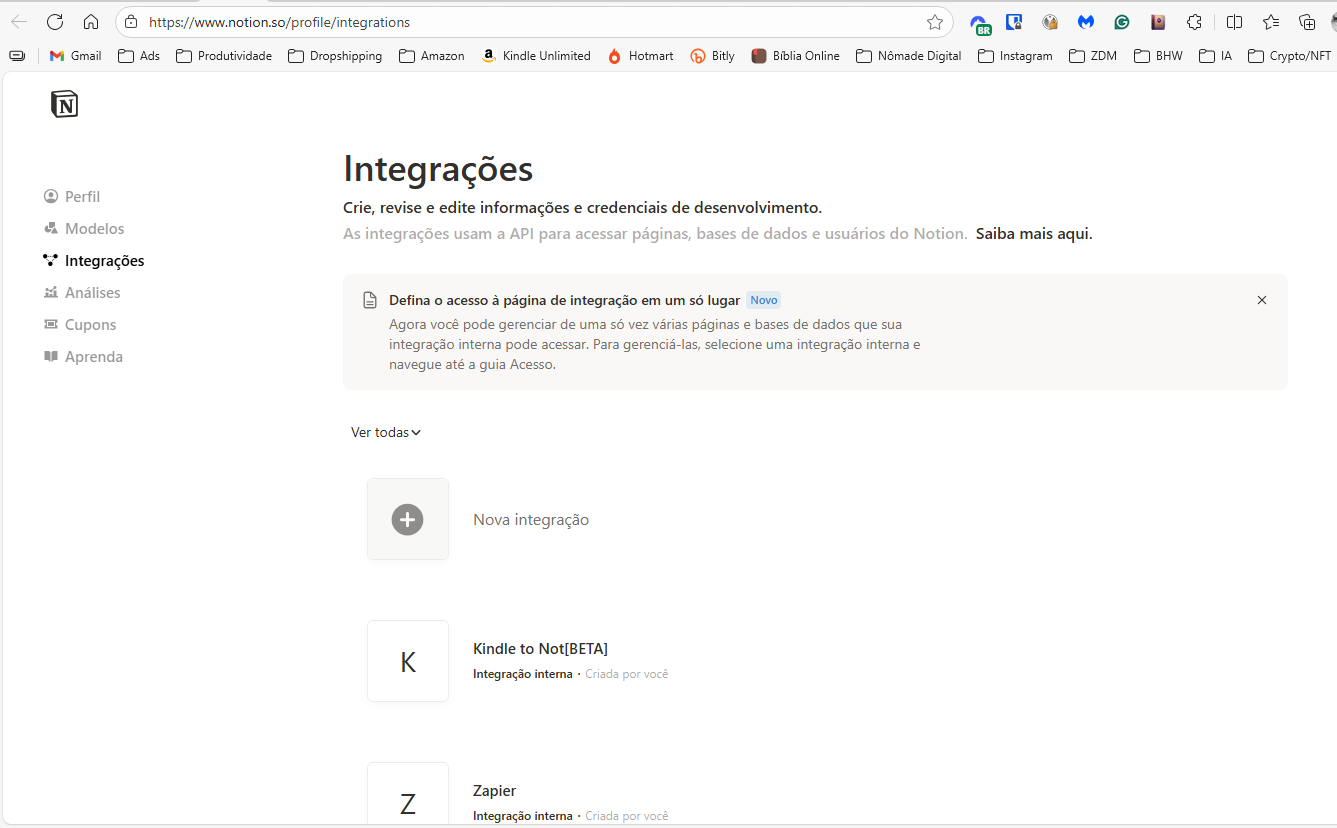 https://www.notion.so/profile/integrations
BR
Gmail Ads Produtividade Dropshipping Amazon Kindle Unlimited Hotmart Bitly Bíblia Online Nômade Digital Instagram ZDM BHW IA Crypto/NFT
N
Integrações
Crie, revise e edite informações e credenciais de desenvolvimento.
As integrações usam a API para acessar páginas, bases de dados e usuários do Notion. Saiba mais aqui.
Perfil
Modelos
Integrações
Análises
Cupons
Aprenda
Defina o acesso à página de integração em um só lugar Novo
Agora você pode gerenciar de uma só vez várias páginas e bases de dados que sua
integração interna pode acessar. Para gerenciá-las, selecione uma integração interna e
navegue até a guia Acesso.
Ver todas
Nova integração
K
Kindle to Not[BETA]
Integração interna · Criada por você
Z
Zapier
Integração interna · Criada por você